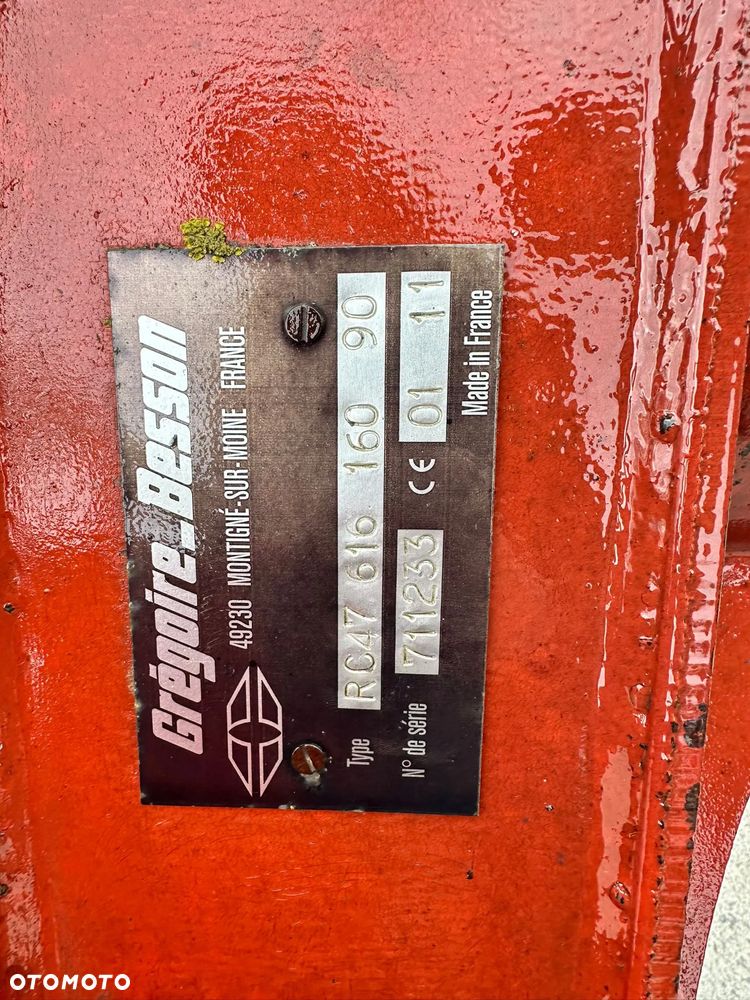 Grégoire_Besson
49230 MONTIGNÉ-SUR-MOINE FRANCE
Type RC47 616 160 90
N° de série 711233 CE 01 11
Made in France
OTOMOTO